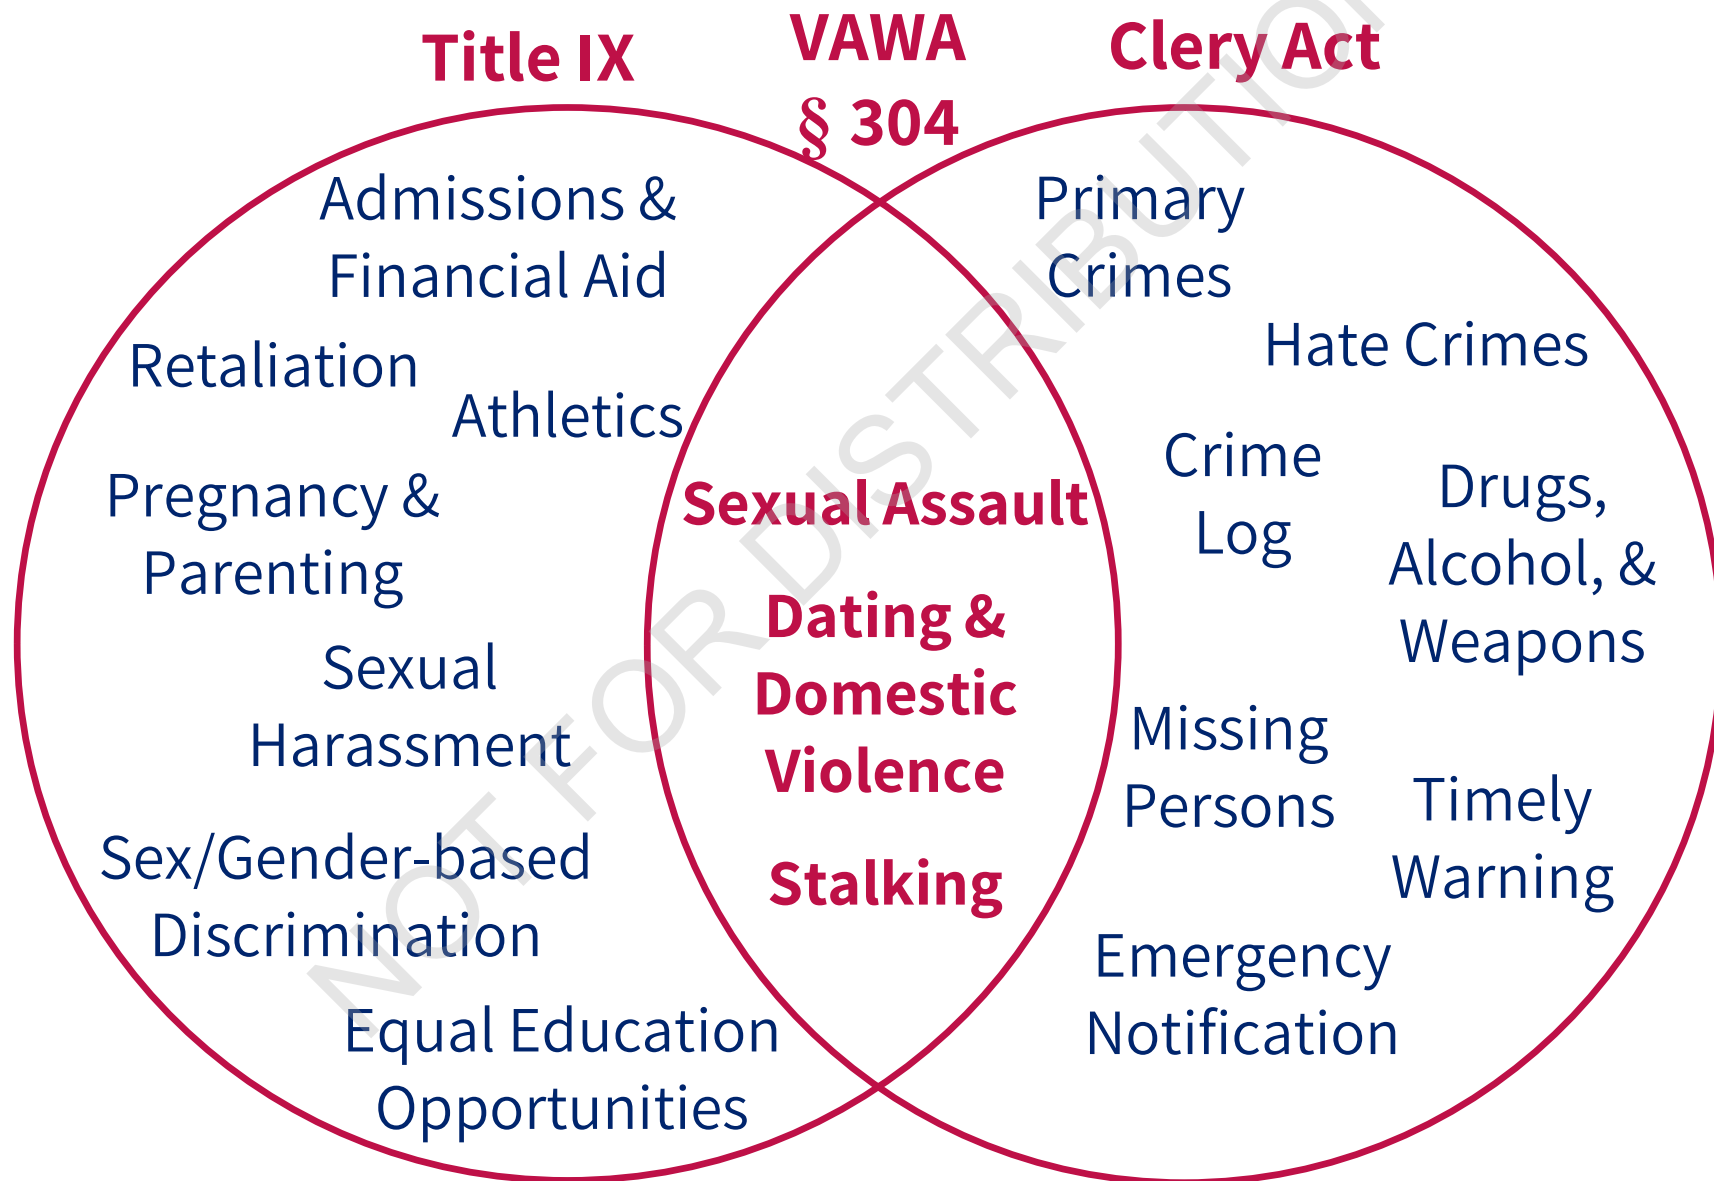 Title IX
VAWA
§ 304
Clery Act
Admissions &
Financial Aid
Retaliation
Athletics
Pregnancy &
Parenting
Sexual
Harassment
Sex/Gender-based
Discrimination
Equal Education
Opportunities
Sexual Assault
Dating &
Domestic
Violence
Stalking
Primary
Crimes
Hate Crimes
Crime
Log
Drugs,
Alcohol, &
Weapons
Missing
Persons
Timely
Warning
Emergency
Notification
NOT FOR DISTRIBUTION